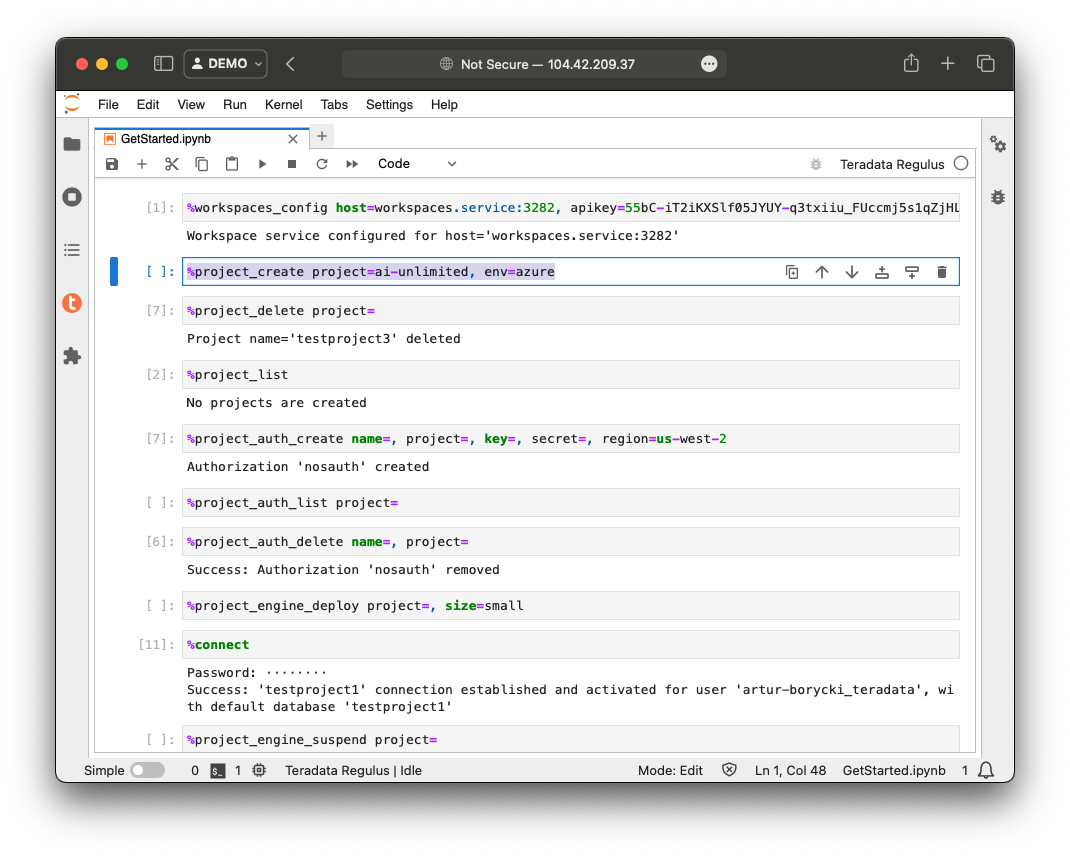 DEMO
Not Secure — 104.42.209.37
File Edit View Run Kernel Tabs Settings Help
GetStarted.ipynb
Code
Teradata Regulus
[1]: %workspaces_config host=workspaces.service:3282, apikey=55bC-iT2iKXSlf05JYUY-q3txiiu_FUccmj5s1qZjHL
Workspace service configured for host='workspaces.service:3282'
[ ]: %project_create project=ai-unlimited, env=azure
[7]: %project_delete project=
Project name='testproject3' deleted
[2]: %project_list
No projects are created
[7]: %project_auth_create name=, project=, key=, secret=, region=us-west-2
Authorization 'nosauth' created
[ ]: %project_auth_list project=
[6]: %project_auth_delete name=, project=
Success: Authorization 'nosauth' removed
[ ]: %project_engine_deploy project=, size=small
[11]: %connect
Password: ········
Success: 'testproject1' connection established and activated for user 'artur-borycki_teradata', wi
th default database 'testproject1'
[ ]: %project_engine_suspend project=
Simple 0 $_ 1 Teradata Regulus | Idle Mode: Edit Ln 1, Col 48 GetStarted.ipynb 1